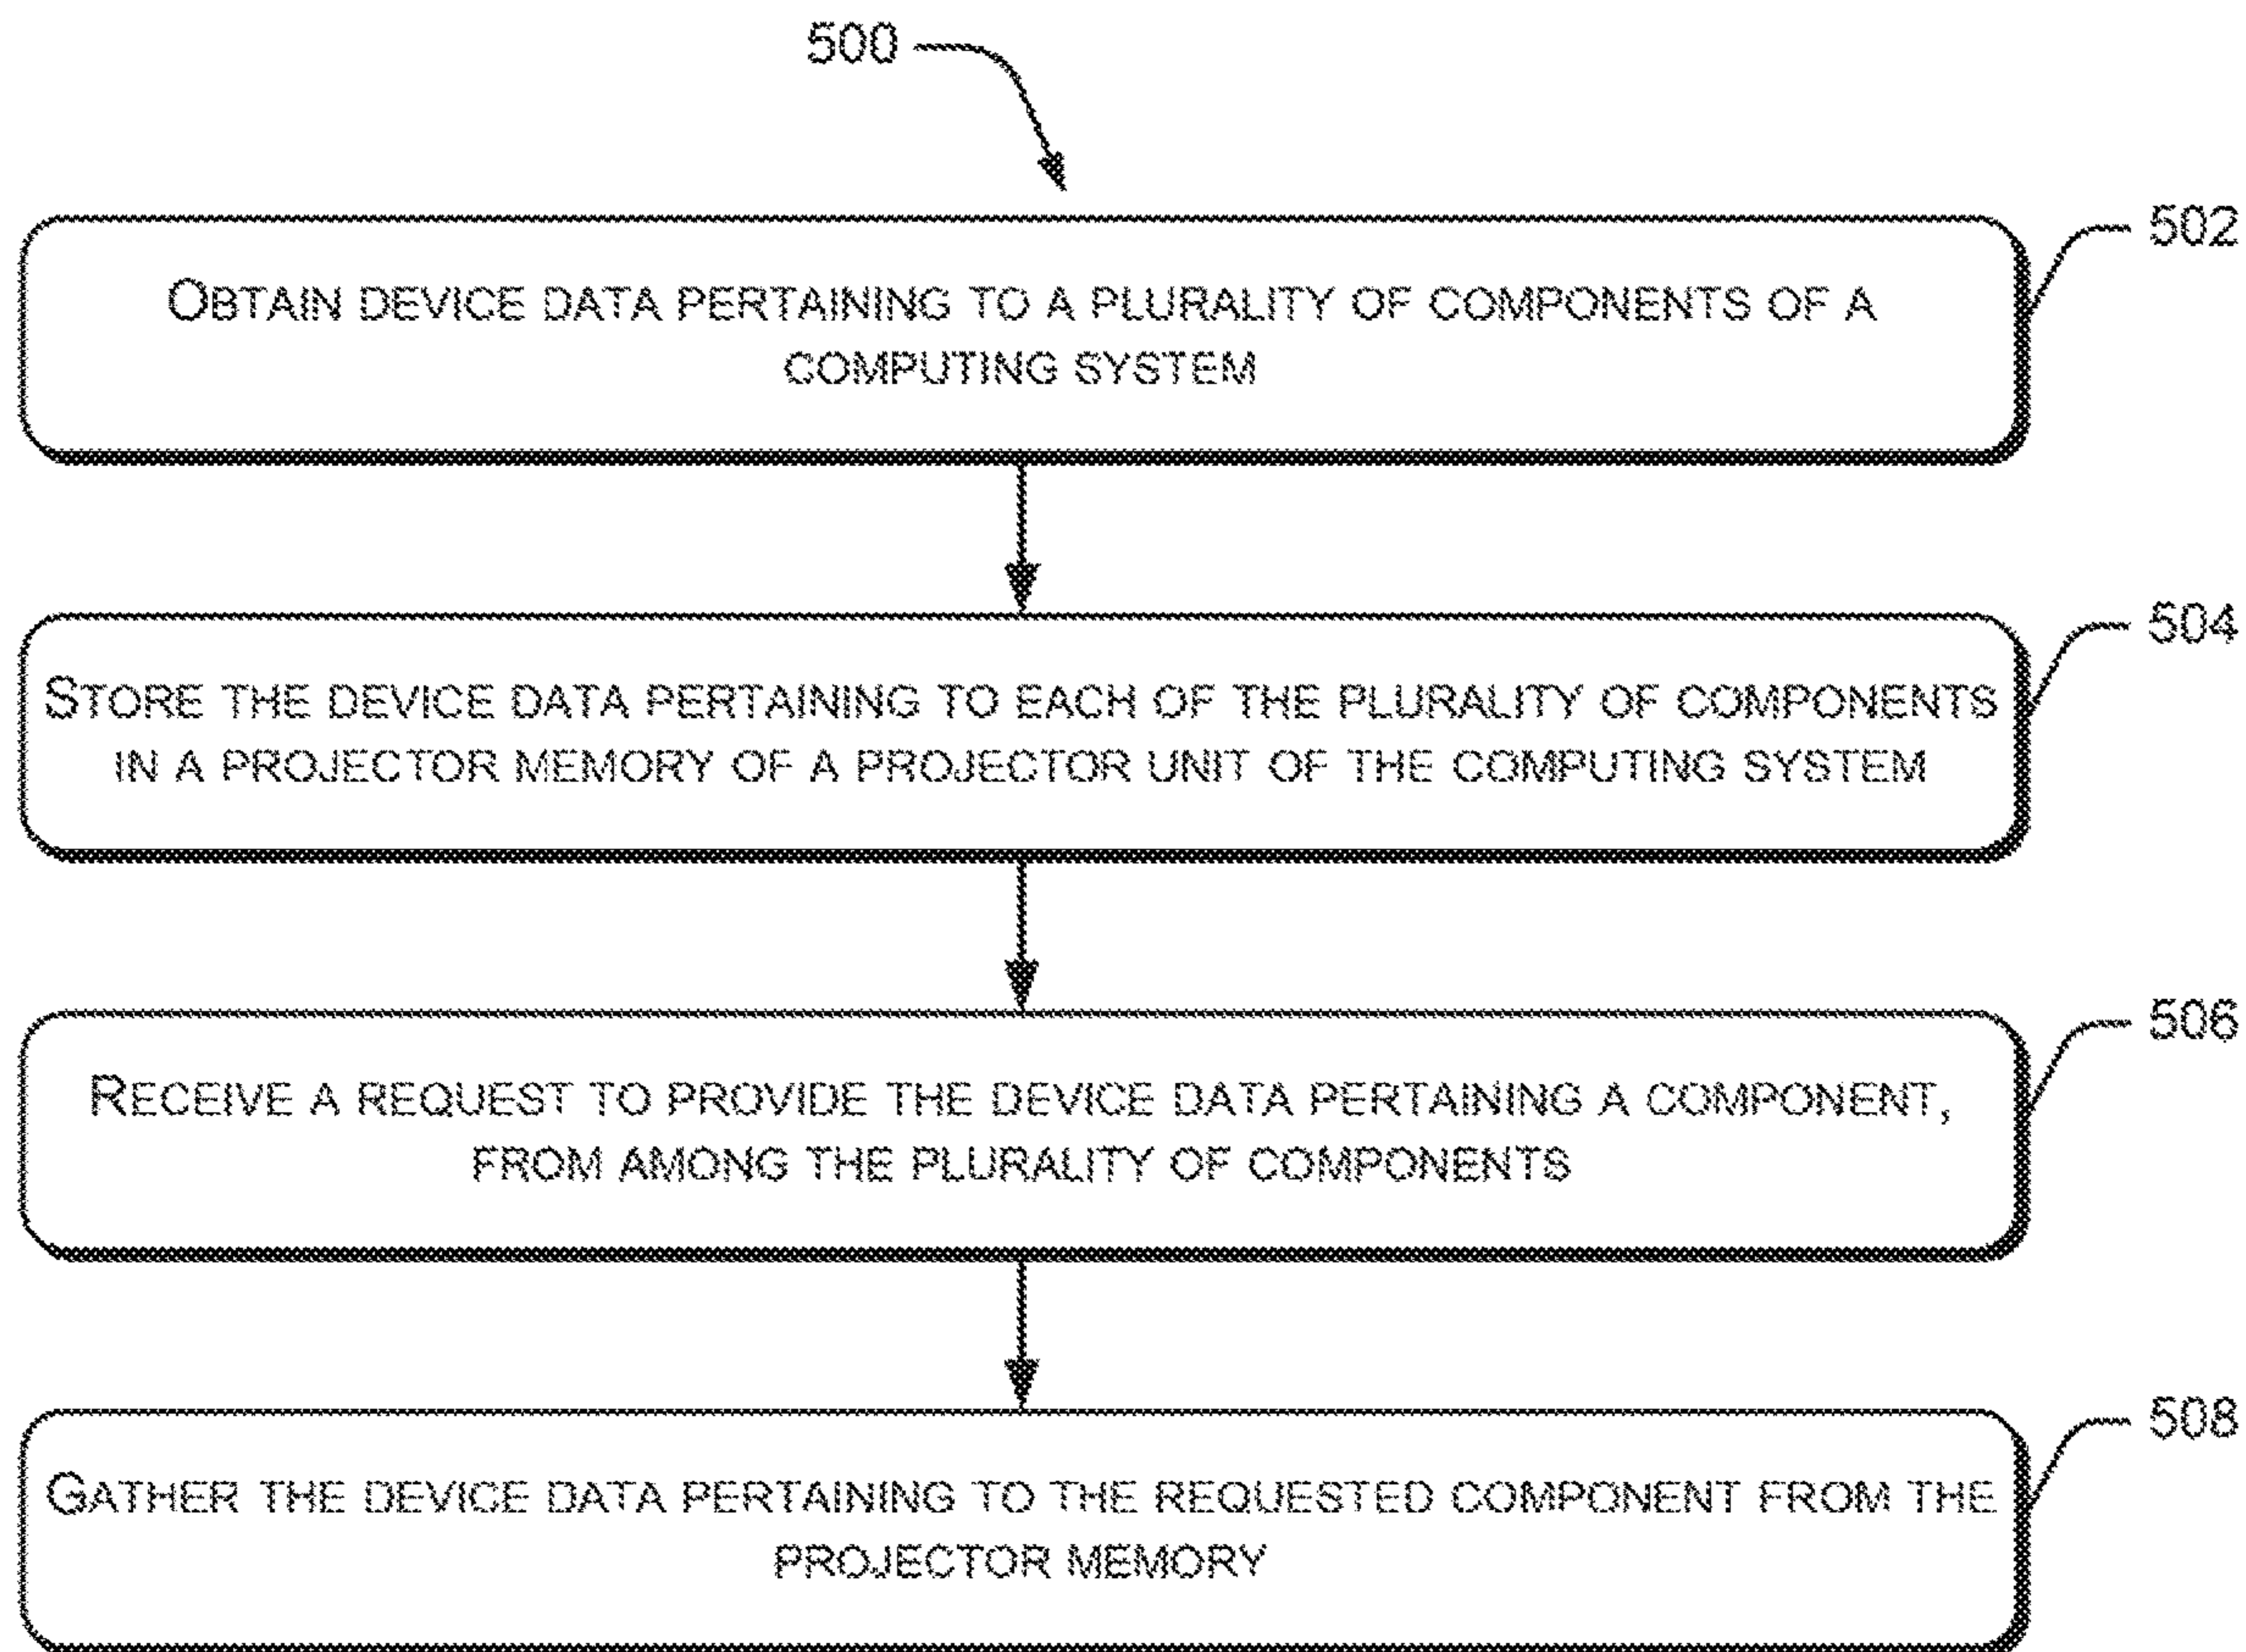 500
502
OBTAIN DEVICE DATA PERTAINING TO A PLURALITY OF COMPONENTS OF A
COMPUTING SYSTEM
504
STORE THE DEVICE DATA PERTAINING TO EACH OF THE PLURALITY OF COMPONENTS
IN A PROJECTOR MEMORY OF A PROJECTOR UNIT OF THE COMPUTING SYSTEM
506
RECEIVE A REQUEST TO PROVIDE THE DEVICE DATA PERTAINING A COMPONENT,
FROM AMONG THE PLURALITY OF COMPONENTS
508
GATHER THE DEVICE DATA PERTAINING TO THE REQUESTED COMPONENT FROM THE
PROJECTOR MEMORY